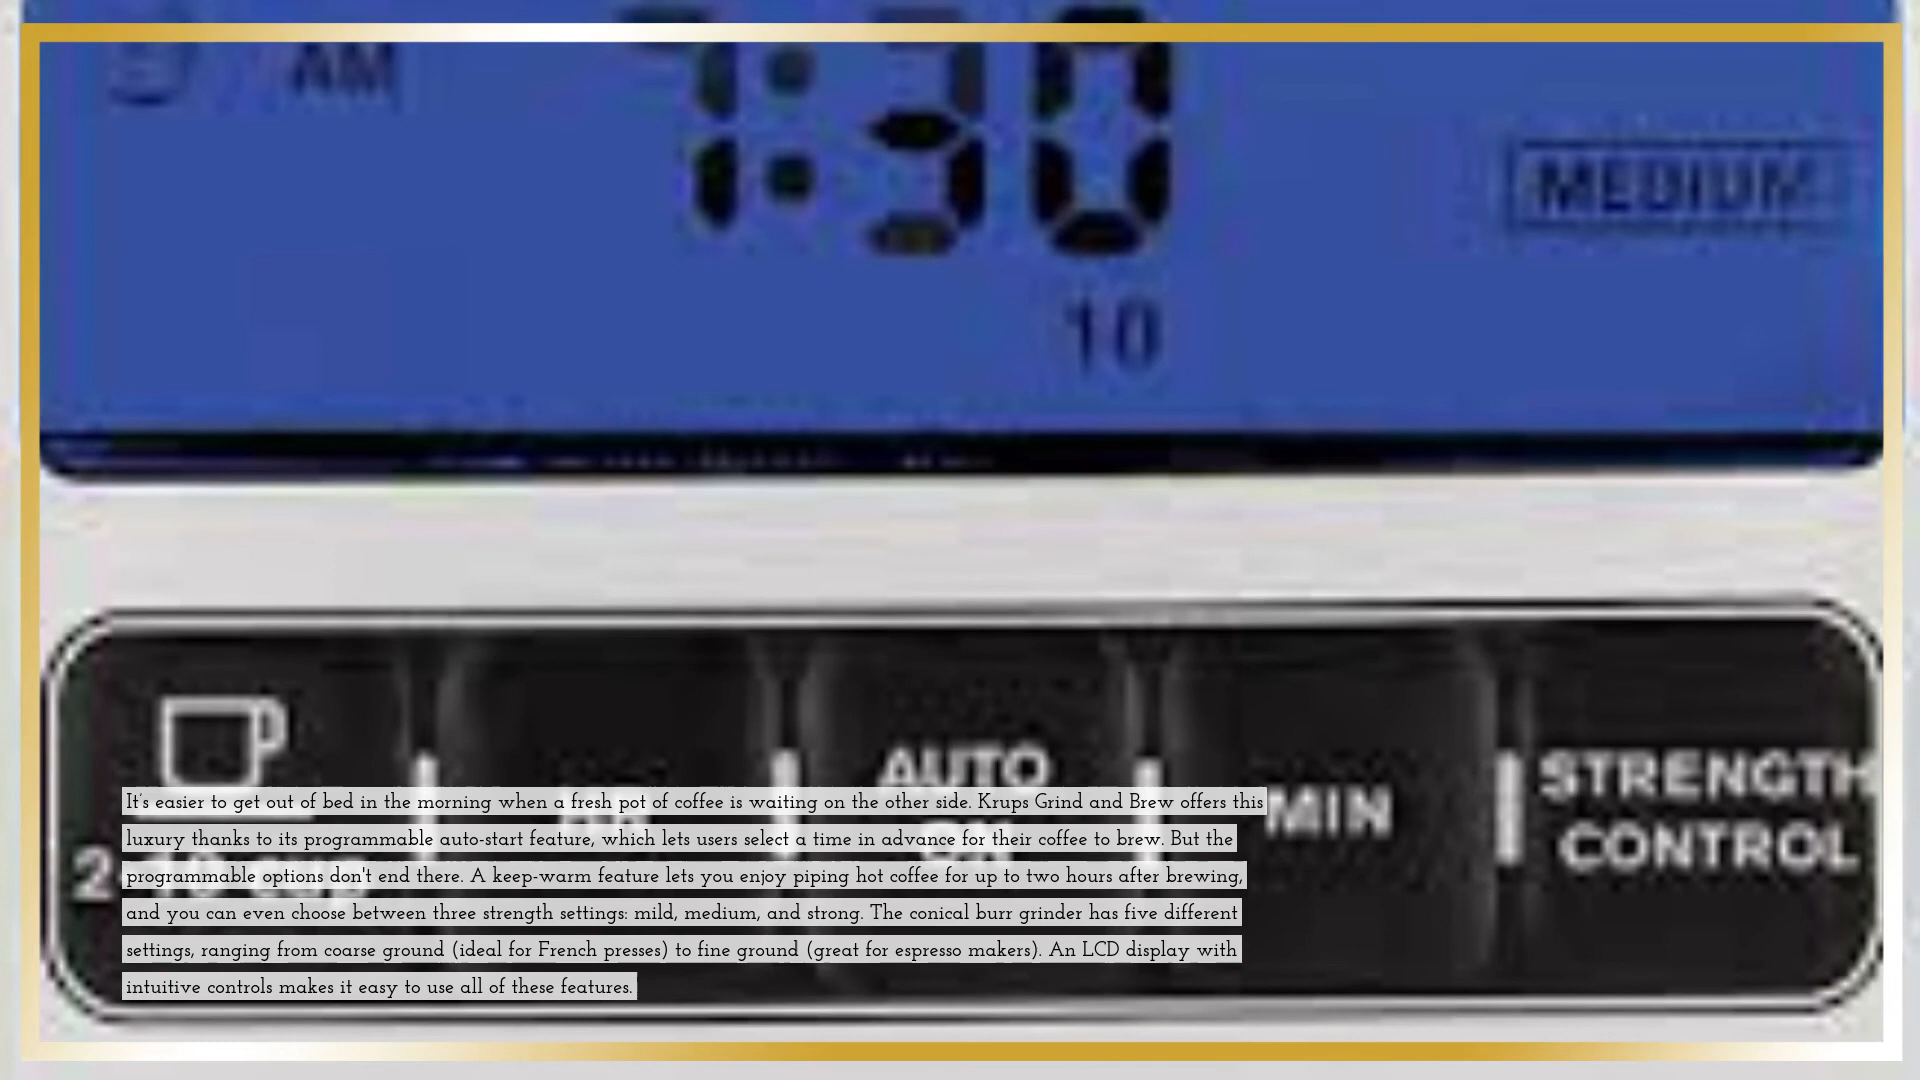 AM 7:30
MEDIUM
10
AUTO
MIN
STRENGTH
CONTROL
2
It's easier to get out of bed in the morning when a fresh pot of coffee is waiting on the other side. Krups Grind and Brew offers this
luxury thanks to its programmable auto-start feature, which lets users select a time in advance for their coffee to brew. But the
programmable options don't end there. A keep-warm feature lets you enjoy piping hot coffee for up to two hours after brewing,
and you can even choose between three strength settings: mild, medium, and strong. The conical burr grinder has five different
settings, ranging from coarse ground (ideal for French presses) to fine ground (great for espresso makers). An LCD display with
intuitive controls makes it easy to use all of these features.